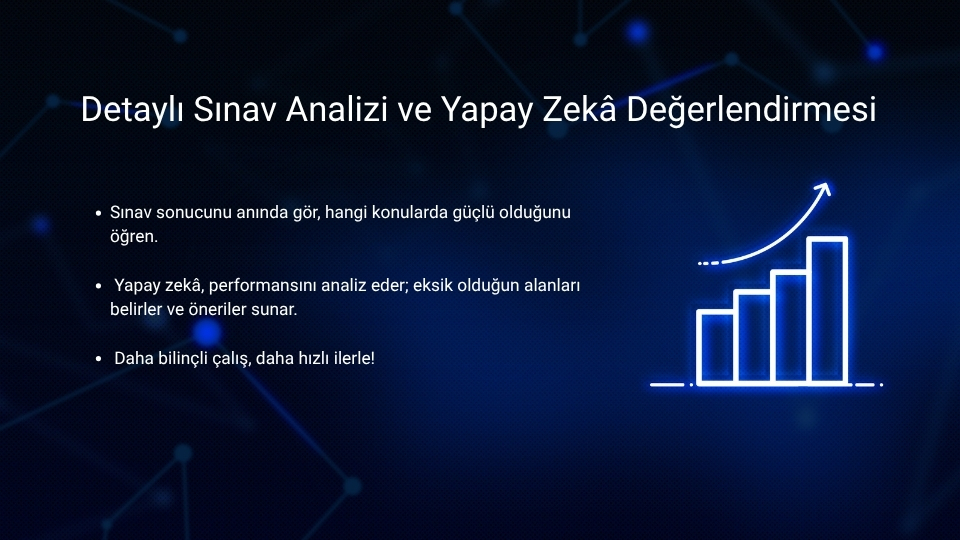 Detaylı Sınav Analizi ve Yapay Zekâ Değerlendirmesi
• Sınav sonucunu anında gör, hangi konularda güçlü olduğunu
öğren.
• Yapay zekâ, performansını analiz eder; eksik olduğun alanları
belirler ve öneriler sunar.
• Daha bilinçli çalış, daha hızlı ilerle!